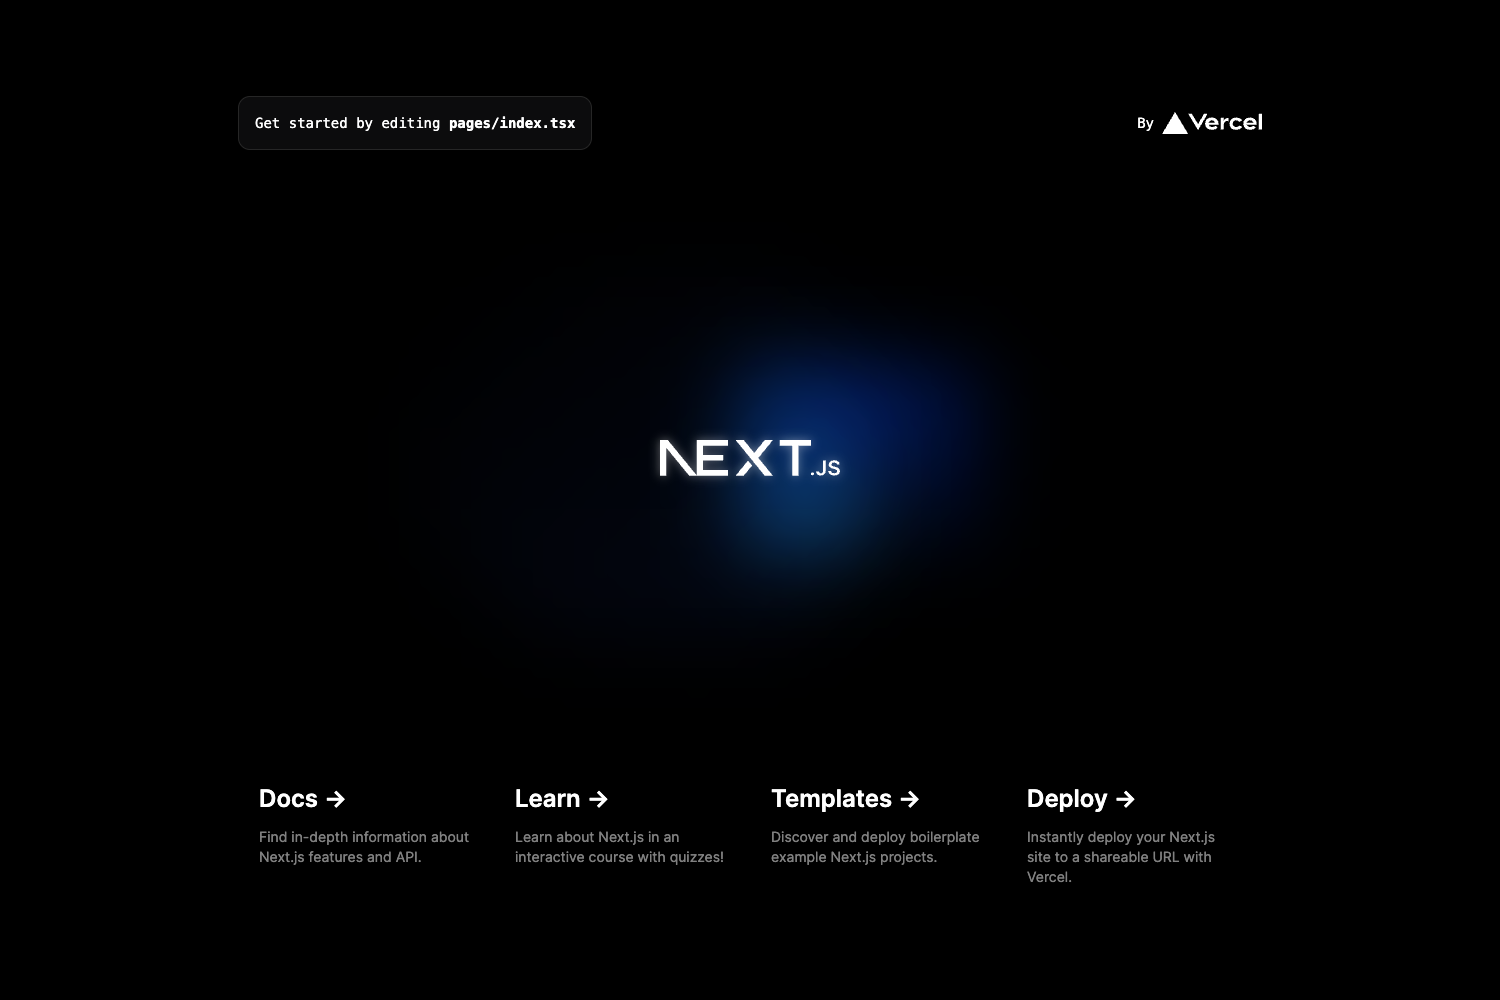 Get started by editing pages/index.tsx
By Vercel
NEXT.JS
Docs →
Find in-depth information about
Next.js features and API.
Learn →
Learn about Next.js in an
interactive course with quizzes!
Templates →
Discover and deploy boilerplate
example Next.js projects.
Deploy →
Instantly deploy your Next.js
site to a shareable URL with
Vercel.